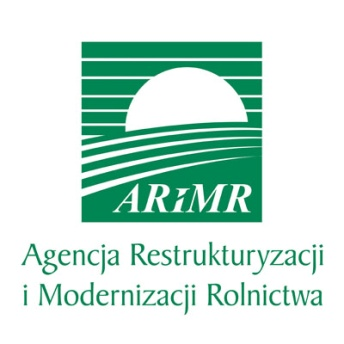 ARiMR
Agencja Restrukturyzacji
i Modernizacji Rolnictwa